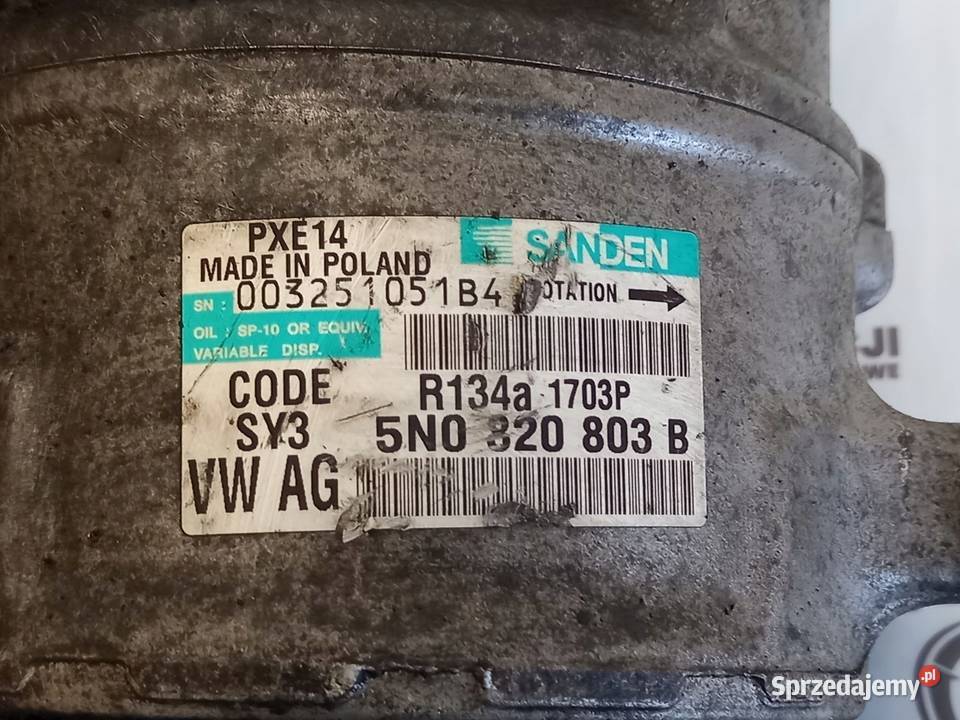 PXE14
SANDEN
MADE IN POLAND
SN : 003251051B4
OIL : SP-10 OR EQUIV.
VARIABLE DISP.
CODE
R134a 1703P
SY3
5N0 820 803 B
VW AG
Sprzedajemy.pl